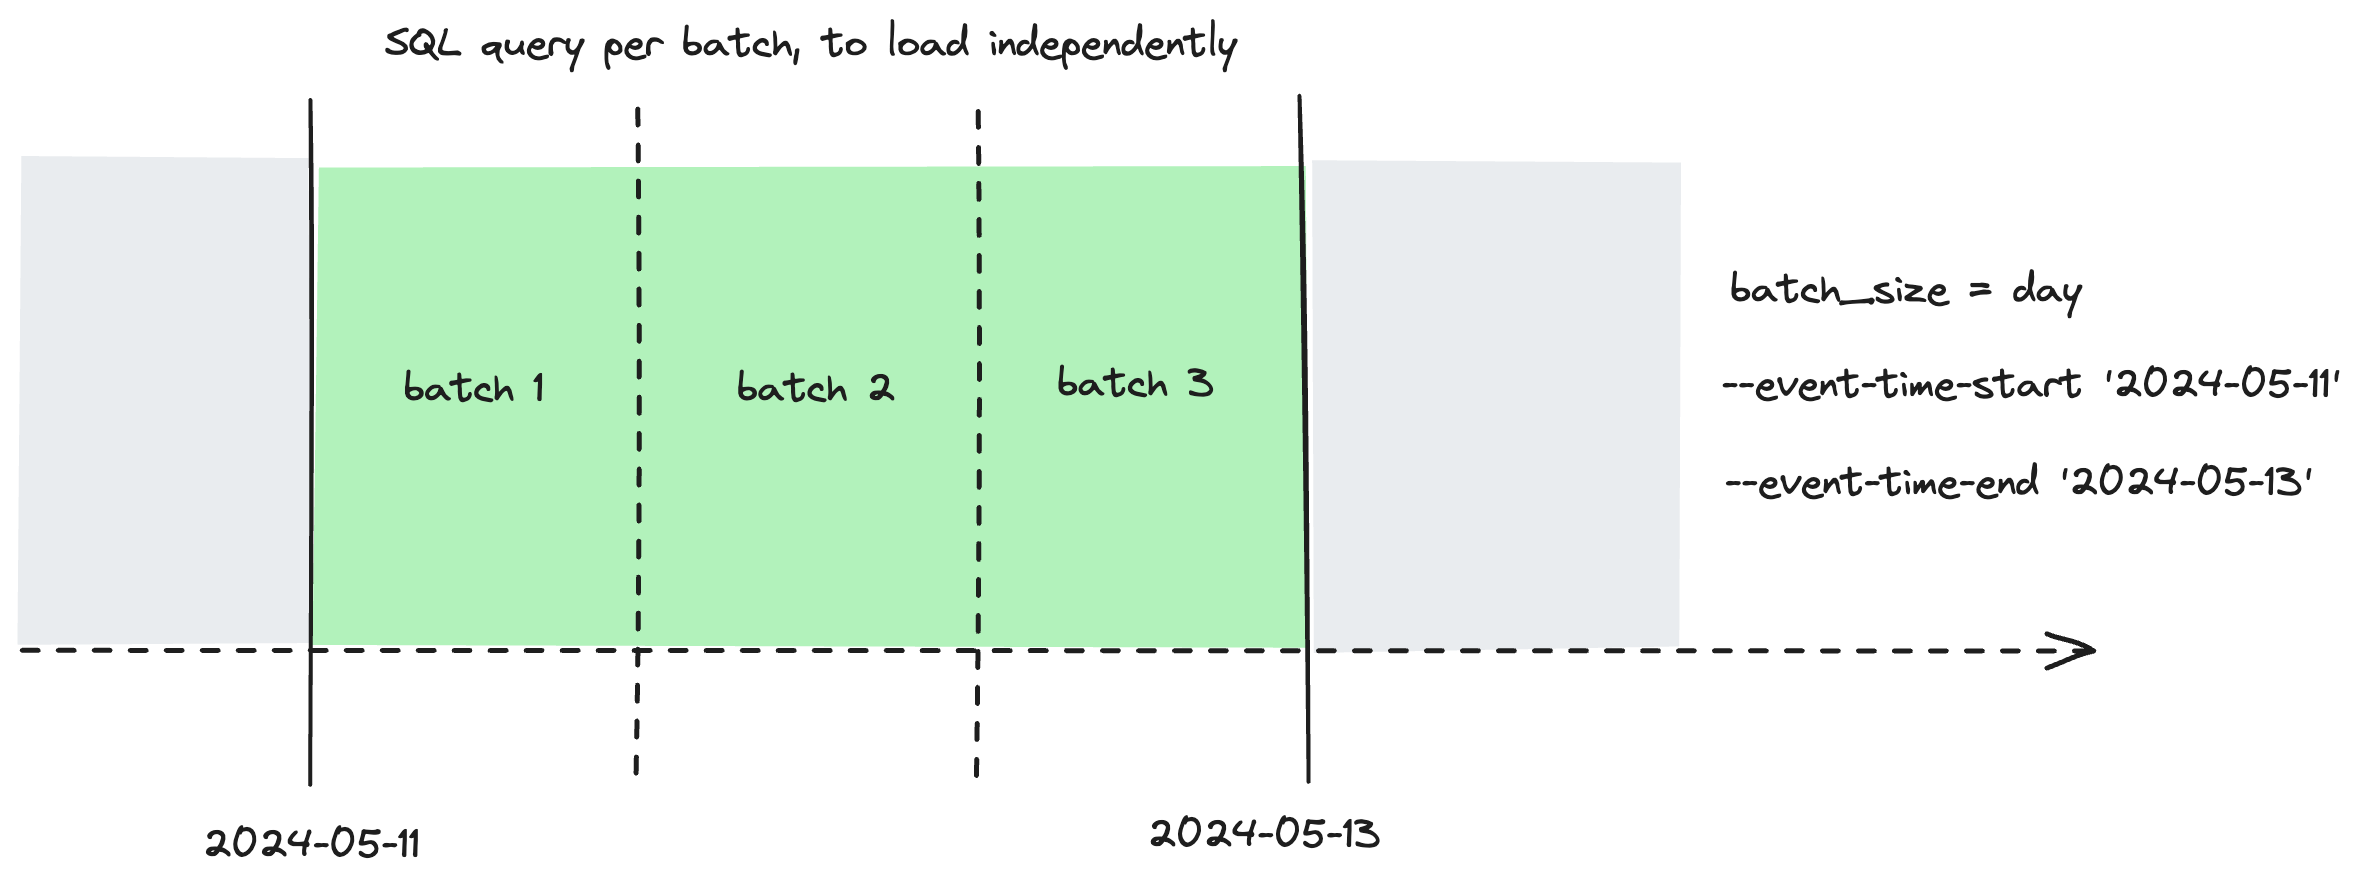 SQL query per batch, to load independently
batch 1
batch 2
batch 3
batch_size = day
--event-time-start '2024-05-11'
--event-time-end '2024-05-13'
2024-05-11
2024-05-13